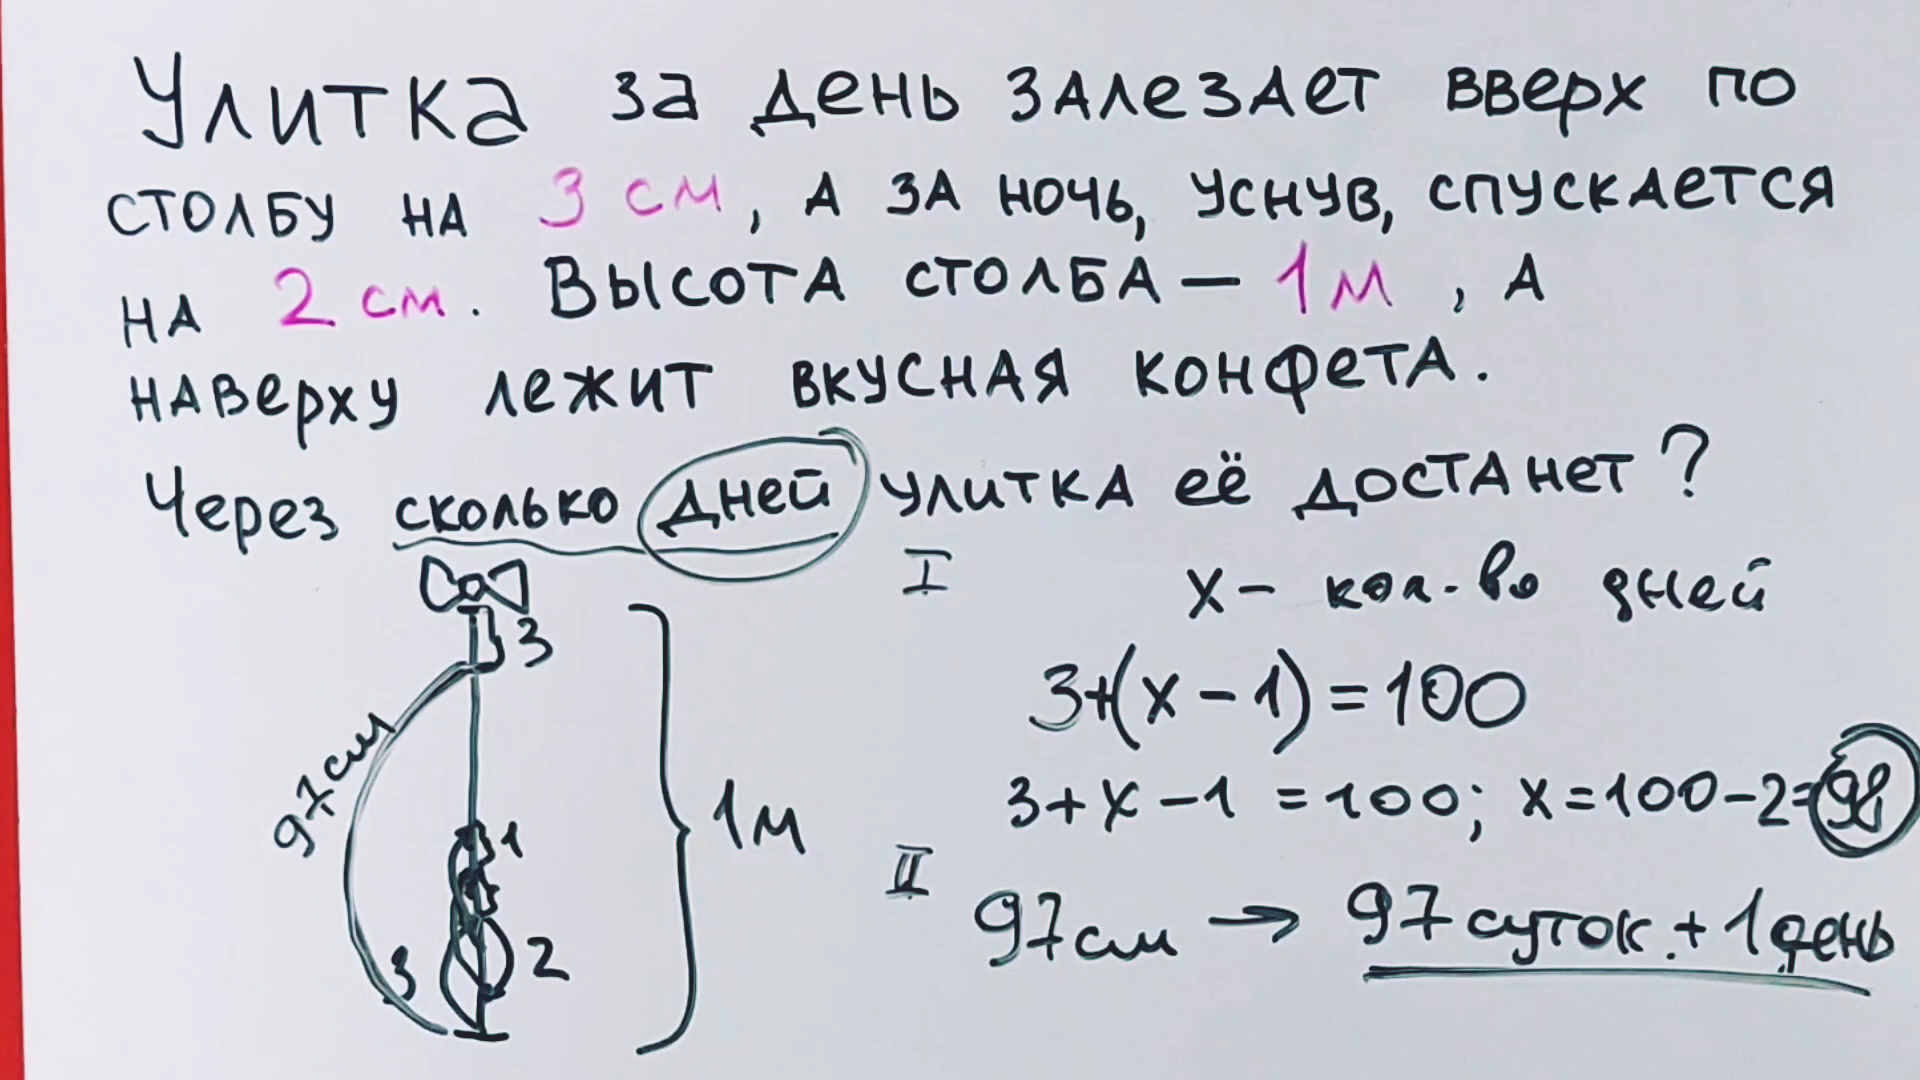 Улитка за день залезает вверх по
столбу на 3 см, а за ночь, уснув, спускается
на 2 см. Высота столба – 1 м, а
наверху лежит вкусная конфета.
Через сколько дней улитка её достанет?
I
x – кол-во дней
3
3+(x-1)=100
97см
1м
3+x-1=100; x=100-2=98
1
II
97см → 97 суток + 1 день
3 2